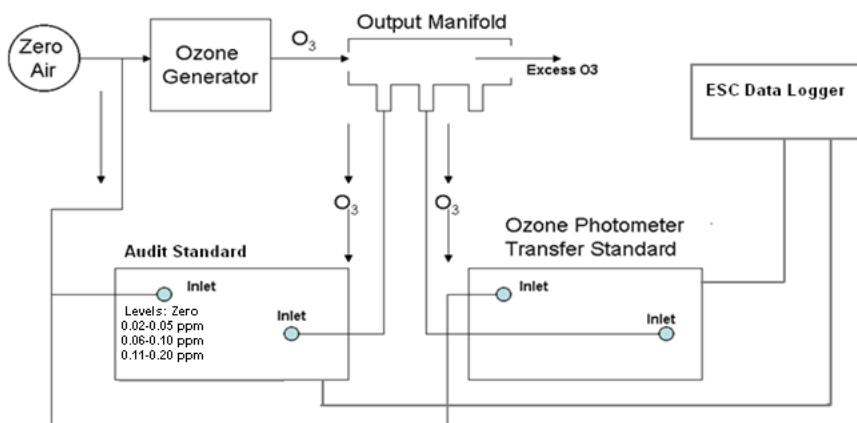 Output Manifold
Zero
Air
Ozone
Generator
O3
Excess O3
ESC Data Logger
O3
O3
Audit Standard
Ozone Photometer
Transfer Standard
Inlet
Levels: Zero
0.02-0.05 ppm
0.06-0.10 ppm
0.11-0.20 ppm
Inlet
Inlet
Inlet